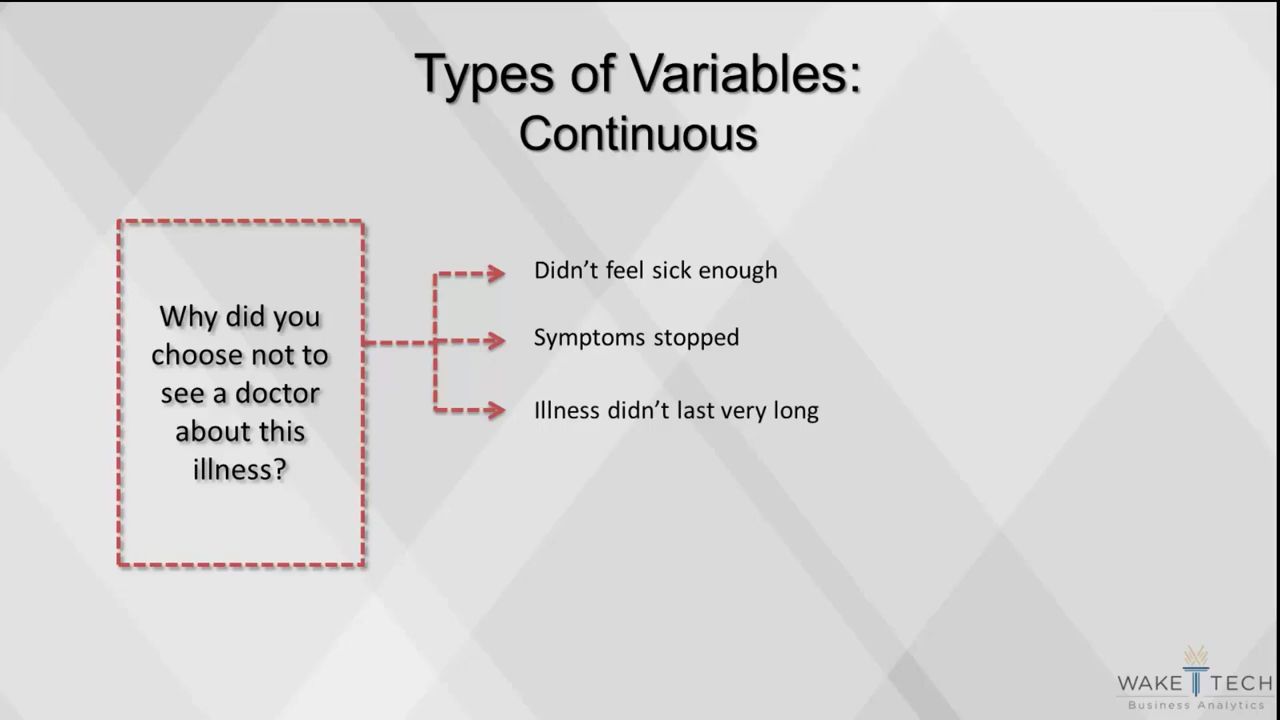 Types of Variables:
Continuous
Why did you
choose not to
see a doctor
about this
illness?
Didn’t feel sick enough
Symptoms stopped
Illness didn’t last very long
WAKE TECH
Business Analytics